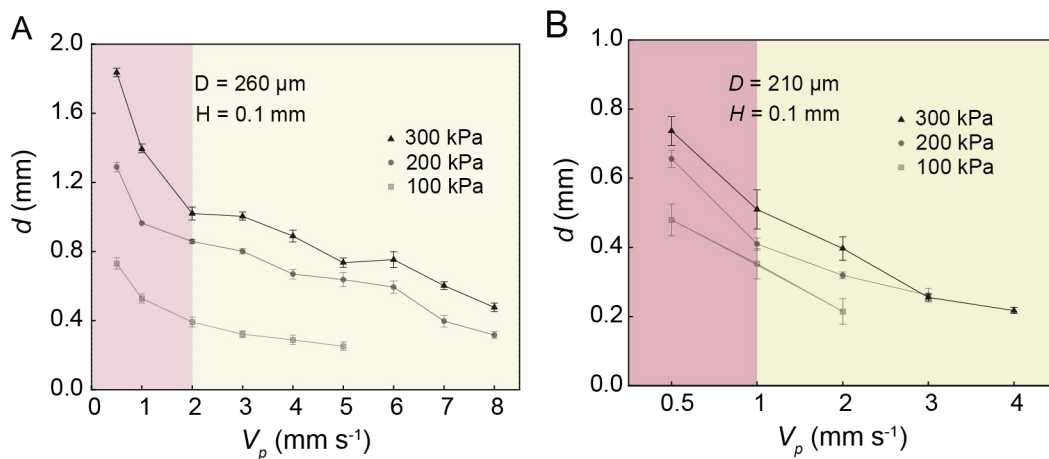 A
2.0
1.6
1.2
0.8
0.4
0.0
d (mm)
D = 260 µm
H = 0.1 mm
300 kPa
200 kPa
100 kPa
0 1 2 3 4 5 6 7 8
Vp (mm s-1)
B
1.0
0.8
0.6
0.4
0.2
0.0
d (mm)
D = 210 µm
H = 0.1 mm
300 kPa
200 kPa
100 kPa
0.5 1 2 3 4
Vp (mm s-1)